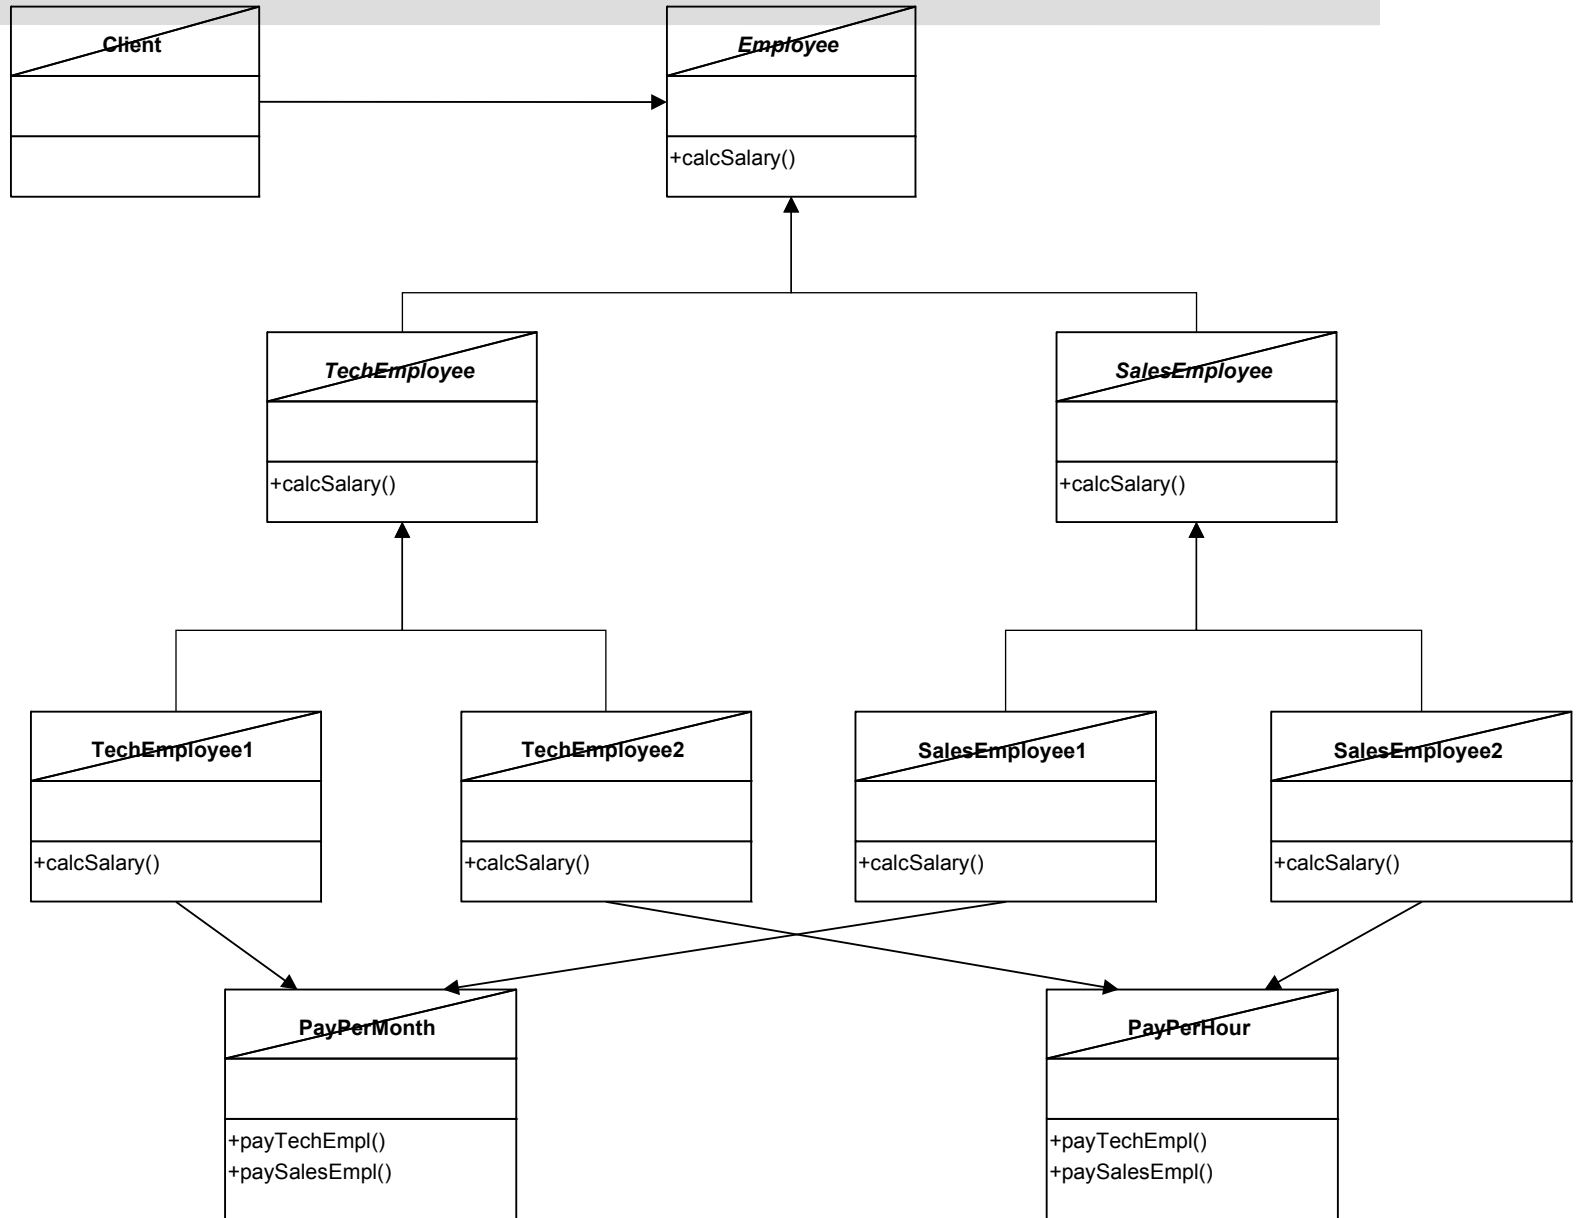 Client
Employee
+calcSalary()
TechEmployee
+calcSalary()
SalesEmployee
+calcSalary()
TechEmployee1
+calcSalary()
TechEmployee2
+calcSalary()
SalesEmployee1
+calcSalary()
SalesEmployee2
+calcSalary()
PayPerMonth
+payTechEmpl()
+paySalesEmpl()
PayPerHour
+payTechEmpl()
+paySalesEmpl()